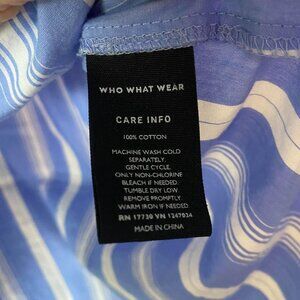 WHO WHAT WEAR
CARE INFO
100% COTTON
MACHINE WASH COLD
SEPARATELY.
GENTLE CYCLE.
ONLY NON-CHLORINE
BLEACH IF NEEDED.
TUMBLE DRY LOW
REMOVE PROMPTLY
WARM IRON IF NEEDED
RN 17730 VN 1247034
MADE IN CHINA